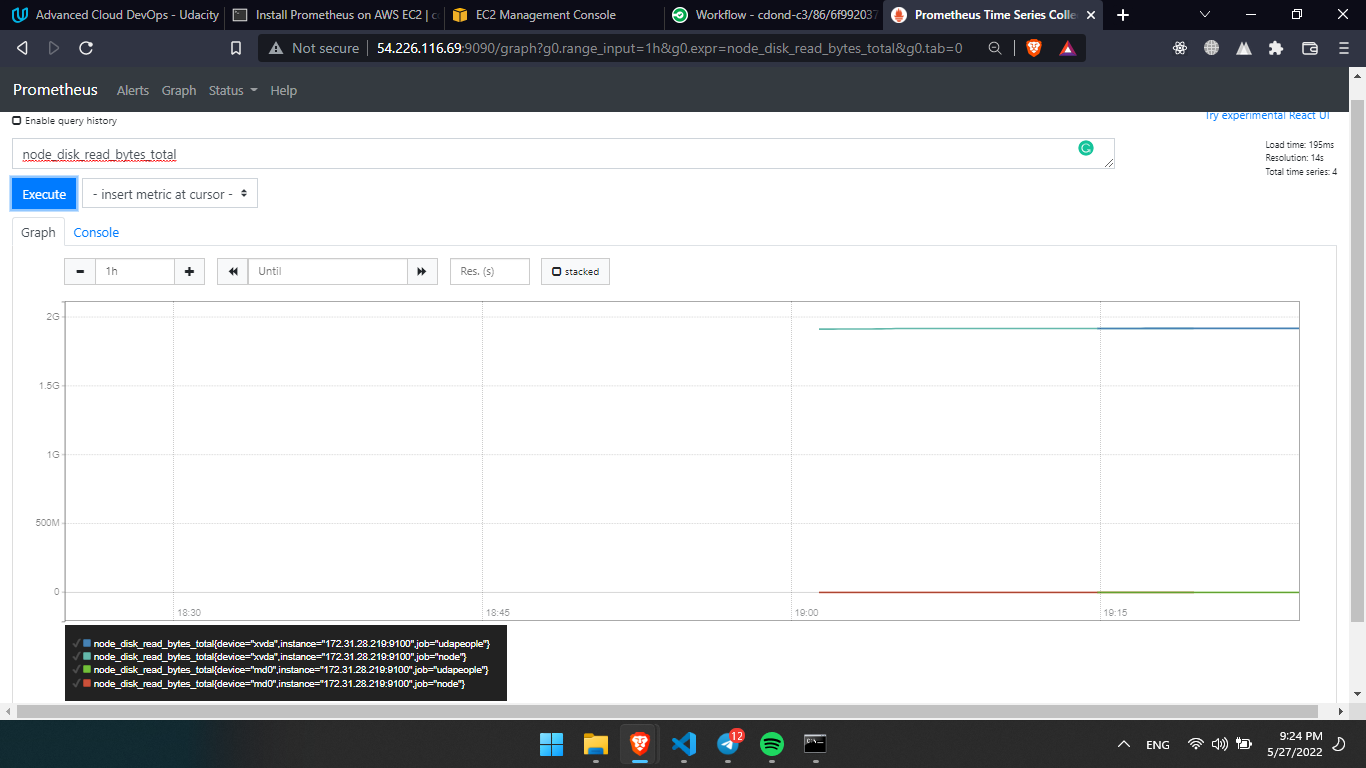 Advanced Cloud DevOps - Udacity
Install Prometheus on AWS EC2 | c
EC2 Management Console
Workflow - cdond-c3/86/6f992037
Prometheus Time Series Colle
Not secure
54.226.116.69:9090/graph?g0.range_input=1h&g0.expr=node_disk_read_bytes_total&g0.tab=0
Prometheus Alerts Graph Status Help
Enable query history
Try experimental React UI
node_disk_read_bytes_total
Load time: 195ms
Resolution: 14s
Total time series: 4
Execute
- insert metric at cursor -
Graph Console
1h
Until
Res. (s)
stacked
2G
1.5G
1G
500M
0
18:30 18:45 19:00 19:15
node_disk_read_bytes_total{device="xvda",instance="172.31.28.219:9100",job="udapeople"}
node_disk_read_bytes_total{device="xvda",instance="172.31.28.219:9100",job="node"}
node_disk_read_bytes_total{device="md0",instance="172.31.28.219:9100",job="udapeople"}
node_disk_read_bytes_total{device="md0",instance="172.31.28.219:9100",job="node"}
12
ENG
9:24 PM
5/27/2022